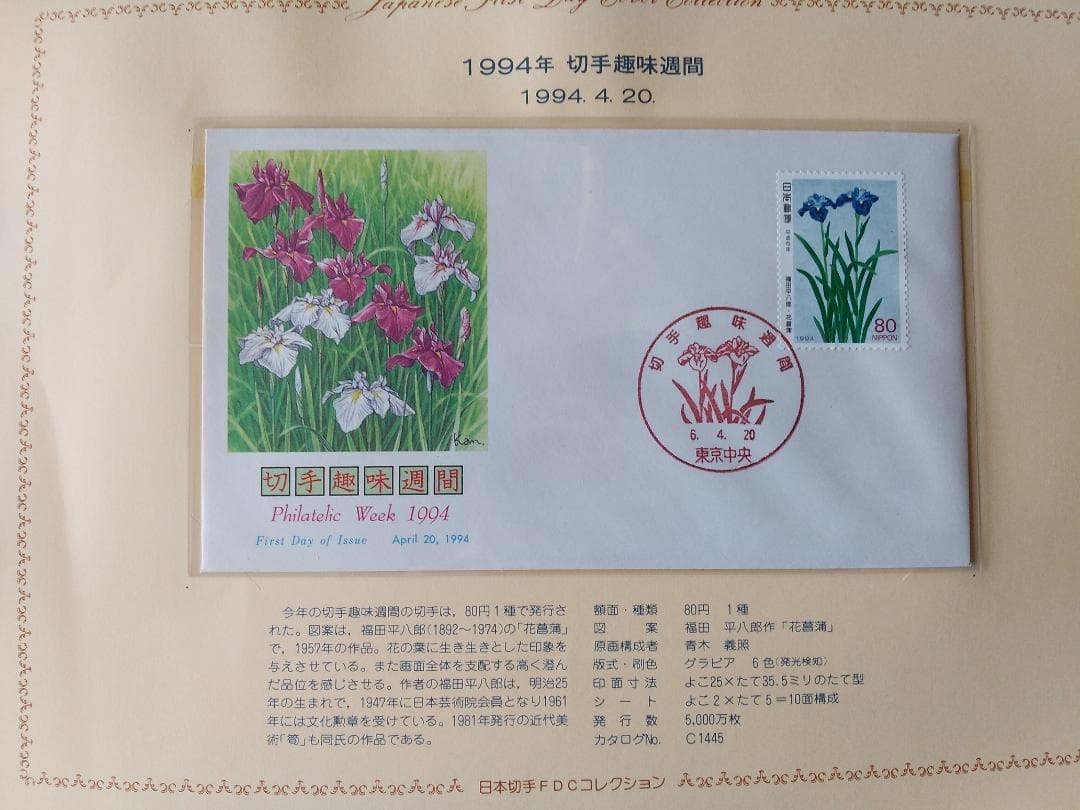 Japanese First Day Cover Collection
1994年 切手趣味週間
1994. 4. 20.
日本郵便
平成6年
福田平八郎・花菖蒲
80
NIPPON
1994
切手趣味週間
6. 4. 20
東京中央
Kan.
切手趣味週間
Philatelic Week 1994
First Day of Issue April 20, 1994
今年の切手趣味週間の切手は，80円1種で発行さ
れた。図案は，福田平八郎(1892〜1974)の「花菖蒲」
で，1957年の作品。花の葉に生き生きとした印象を
与えさせている。また画面全体を支配する高く澄ん
だ品位を感じさせる。作者の福田平八郎は，明治25
年の生まれで，1947年に日本芸術院会員となり1961
年には文化勲章を受けている。1981年発行の近代美
術「筍」も同氏の作品である。
額面・種類 80円 1種
図案 福田 平八郎作「花菖蒲」
原画構成者 青木 義照
版式・刷色 グラビア 6色(発光検知)
印面寸法 よこ25×たて35.5ミリのたて型
シート よこ2×たて5＝10面構成
発行数 5,000万枚
カタログNo. C1445
日本切手FDCコレクション